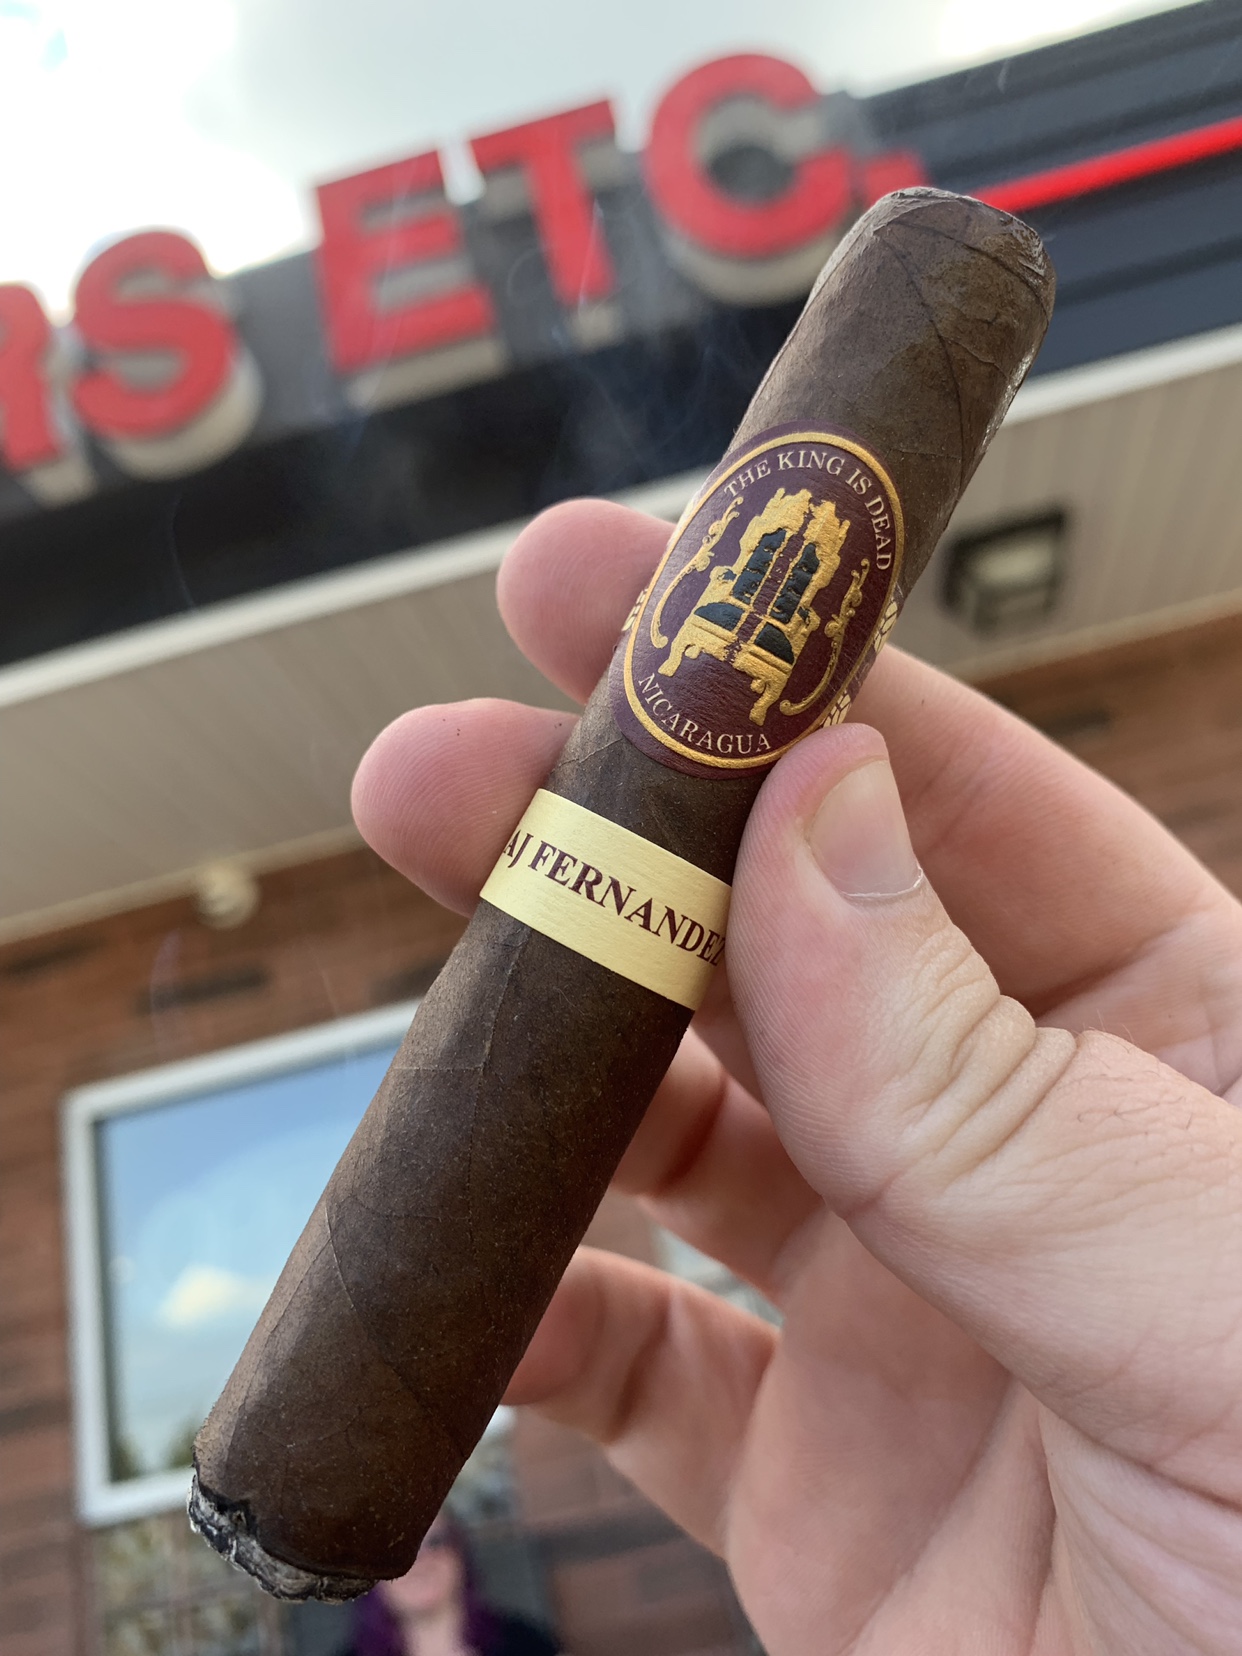 RS ETC.
THE KING IS DEAD
NICARAGUA
AJ FERNANDEZ